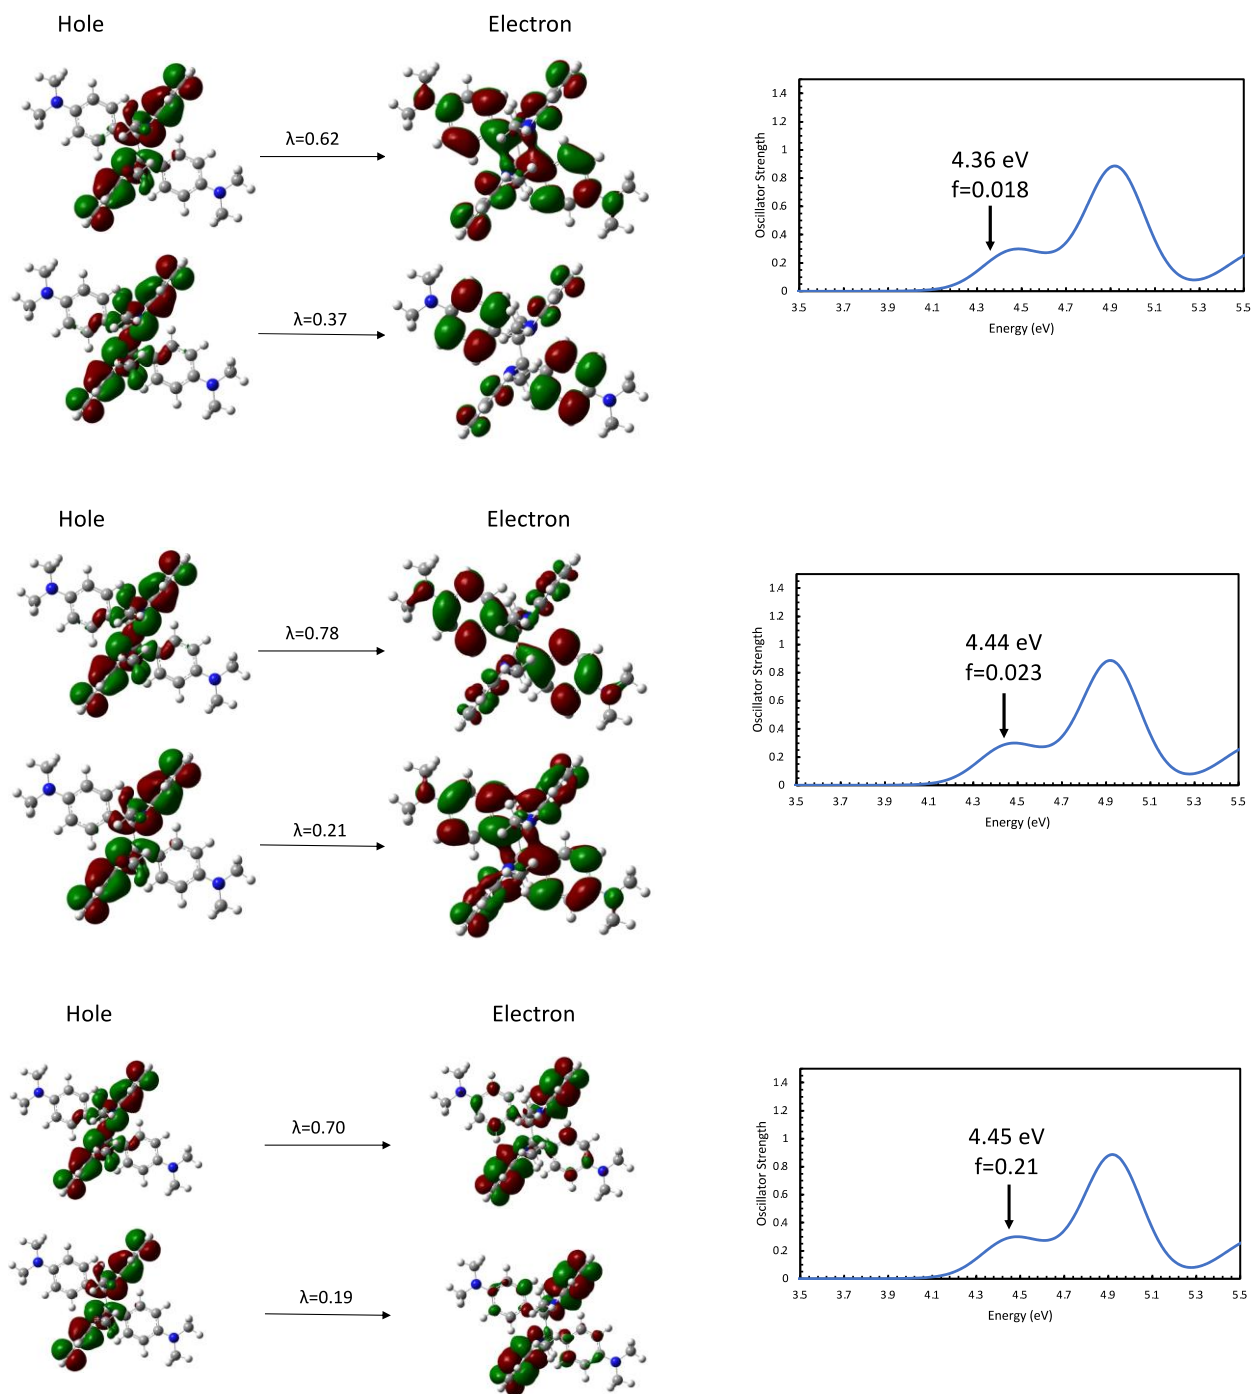 Hole
Electron
λ=0.62
λ=0.37
Oscillator Strength
1.4
1.2
1
0.8
0.6
0.4
0.2
0
4.36 eV
f=0.018
3.5 3.7 3.9 4.1 4.3 4.5 4.7 4.9 5.1 5.3 5.5
Energy (eV)
Hole
Electron
λ=0.78
λ=0.21
Oscillator Strength
1.4
1.2
1
0.8
0.6
0.4
0.2
0
4.44 eV
f=0.023
3.5 3.7 3.9 4.1 4.3 4.5 4.7 4.9 5.1 5.3 5.5
Energy (eV)
Hole
Electron
λ=0.70
λ=0.19
Oscillator Strength
1.4
1.2
1
0.8
0.6
0.4
0.2
0
4.45 eV
f=0.21
3.5 3.7 3.9 4.1 4.3 4.5 4.7 4.9 5.1 5.3 5.5
Energy (eV)